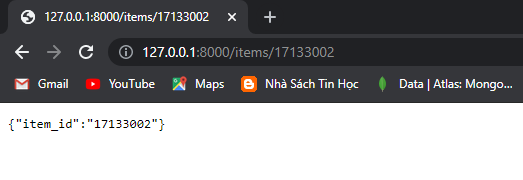 127.0.0.1:8000/items/17133002
127.0.0.1:8000/items/17133002
Gmail YouTube Maps Nhà Sách Tin Học Data | Atlas: Mongo...
{"item_id":"17133002"}